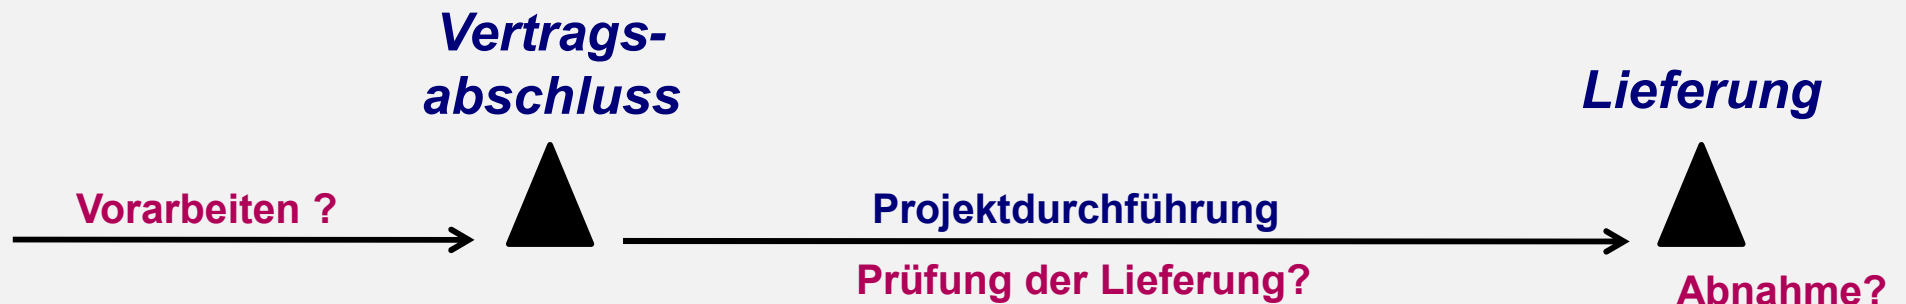 Vertrags-
abschluss
Lieferung
Vorarbeiten ?
Projektdurchführung
Prüfung der Lieferung?
Abnahme?